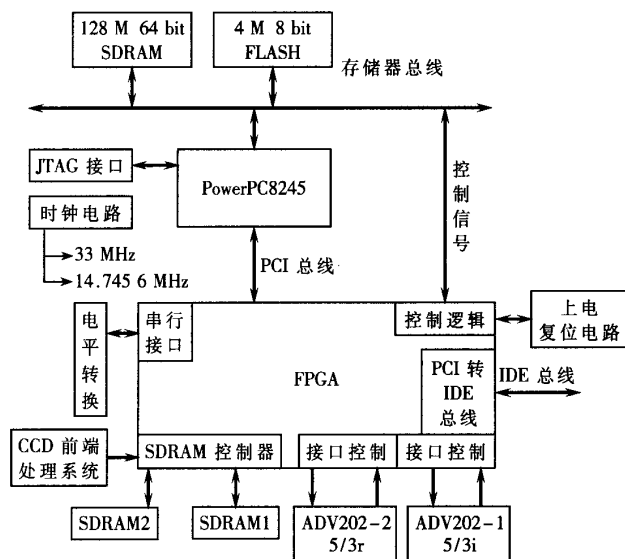 128 M 64 bit
SDRAM
4 M 8 bit
FLASH
存储器总线
JTAG 接口
PowerPC8245
控制信号
时钟电路
33 MHz
14.745 6 MHz
PCI 总线
电平转换
串行
接口
控制逻辑
上电
复位电路
FPGA
PCI 转
IDE
总线
IDE 总线
CCD 前端
处理系统
SDRAM 控制器
接口控制
接口控制
SDRAM2
SDRAM1
ADV202-2
5/3r
ADV202-1
5/3i